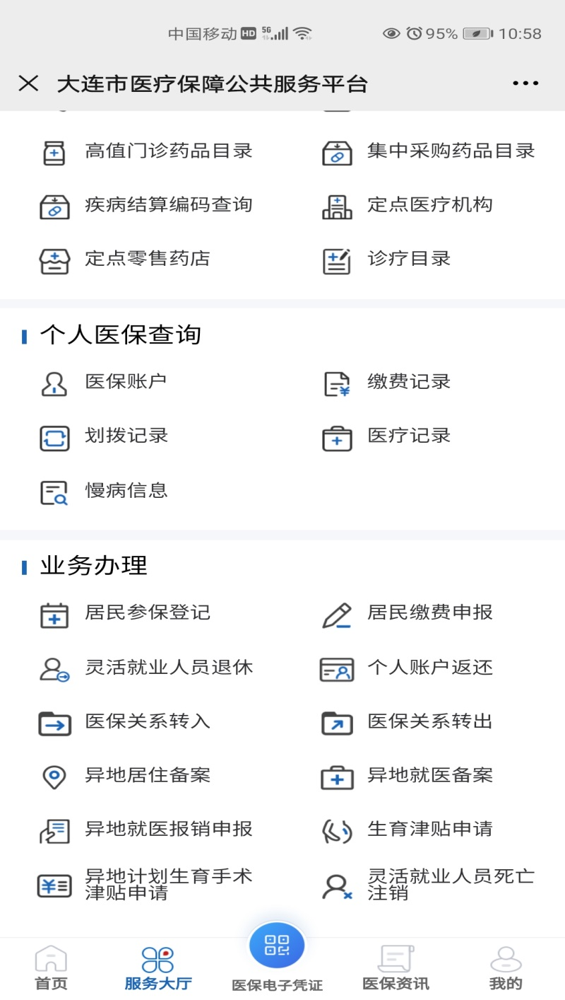 中国移动 HD 5G 95% 10:58
大连市医疗保障公共服务平台
高值门诊药品目录 集中采购药品目录
疾病结算编码查询 定点医疗机构
定点零售药店 诊疗目录
个人医保查询
医保账户 缴费记录
划拨记录 医疗记录
慢病信息
业务办理
居民参保登记 居民缴费申报
灵活就业人员退休 个人账户返还
医保关系转入 医保关系转出
异地居住备案 异地就医备案
异地就医报销申报 生育津贴申请
异地计划生育手术
津贴申请
灵活就业人员死亡
注销
首页 服务大厅 医保电子凭证 医保资讯 我的